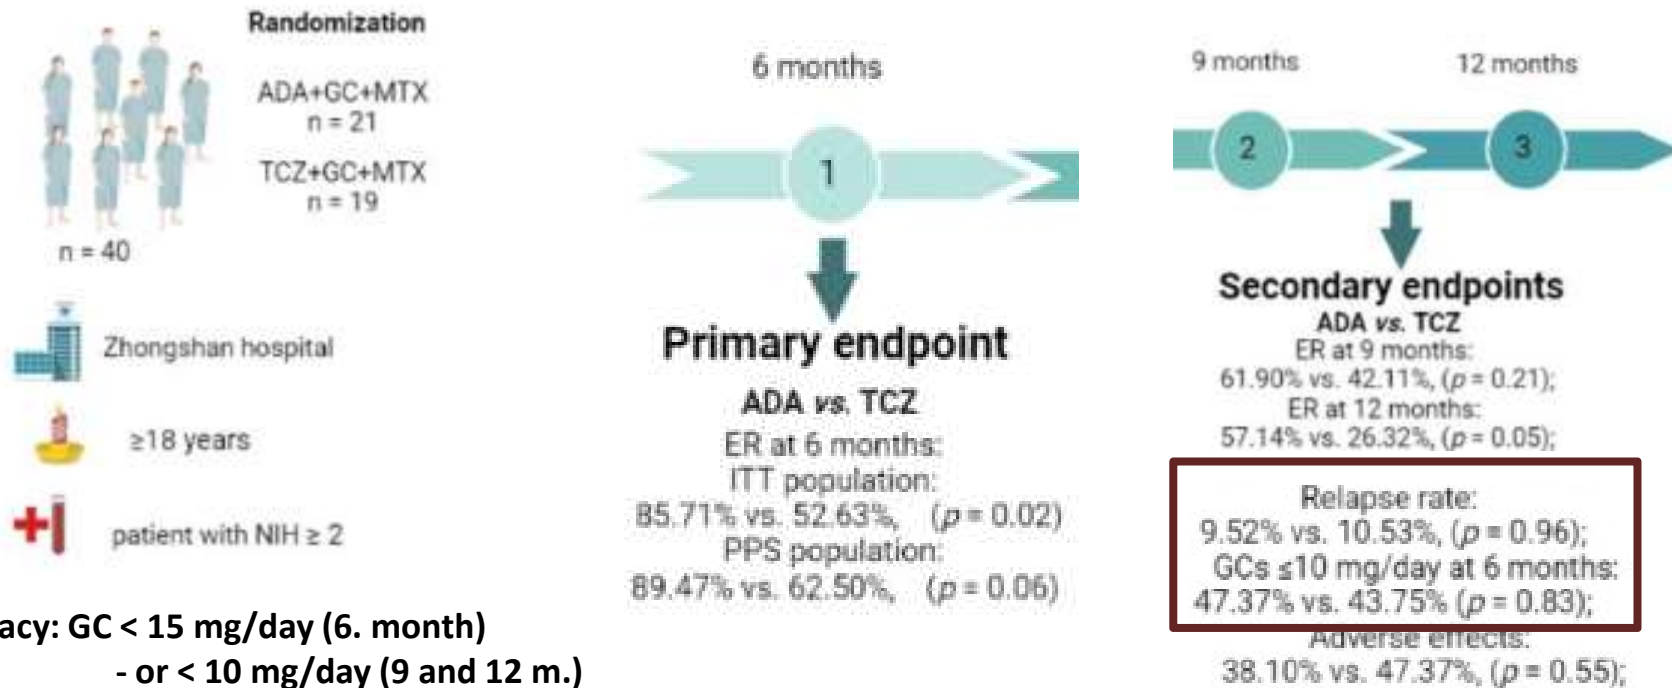 Randomization
ADA+GC+MTX
n = 21
TCZ+GC+MTX
n = 19
n = 40
Zhongshan hospital
≥18 years
patient with NIH ≥ 2
acy: GC < 15 mg/day (6. month)
- or < 10 mg/day (9 and 12 m.)
6 months
1
Primary endpoint
ADA vs. TCZ
ER at 6 months:
ITT population:
85.71% vs. 52.63%, (p = 0.02)
PPS population:
89.47% vs. 62.50%, (p = 0.06)
9 months
12 months
2
3
Secondary endpoints
ADA vs. TCZ
ER at 9 months:
61.90% vs. 42.11%, (p = 0.21);
ER at 12 months:
57.14% vs. 26.32%, (p = 0.05);
Relapse rate:
9.52% vs. 10.53%, (p = 0.96);
GCs ≤10 mg/day at 6 months:
47.37% vs. 43.75% (p = 0.83);
Adverse effects:
38.10% vs. 47.37%, (p = 0.55);